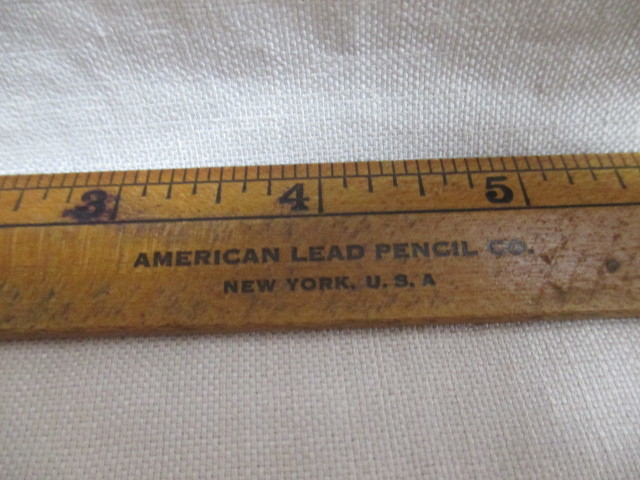 3 4 5
AMERICAN LEAD PENCIL CO.
NEW YORK, U. S. A